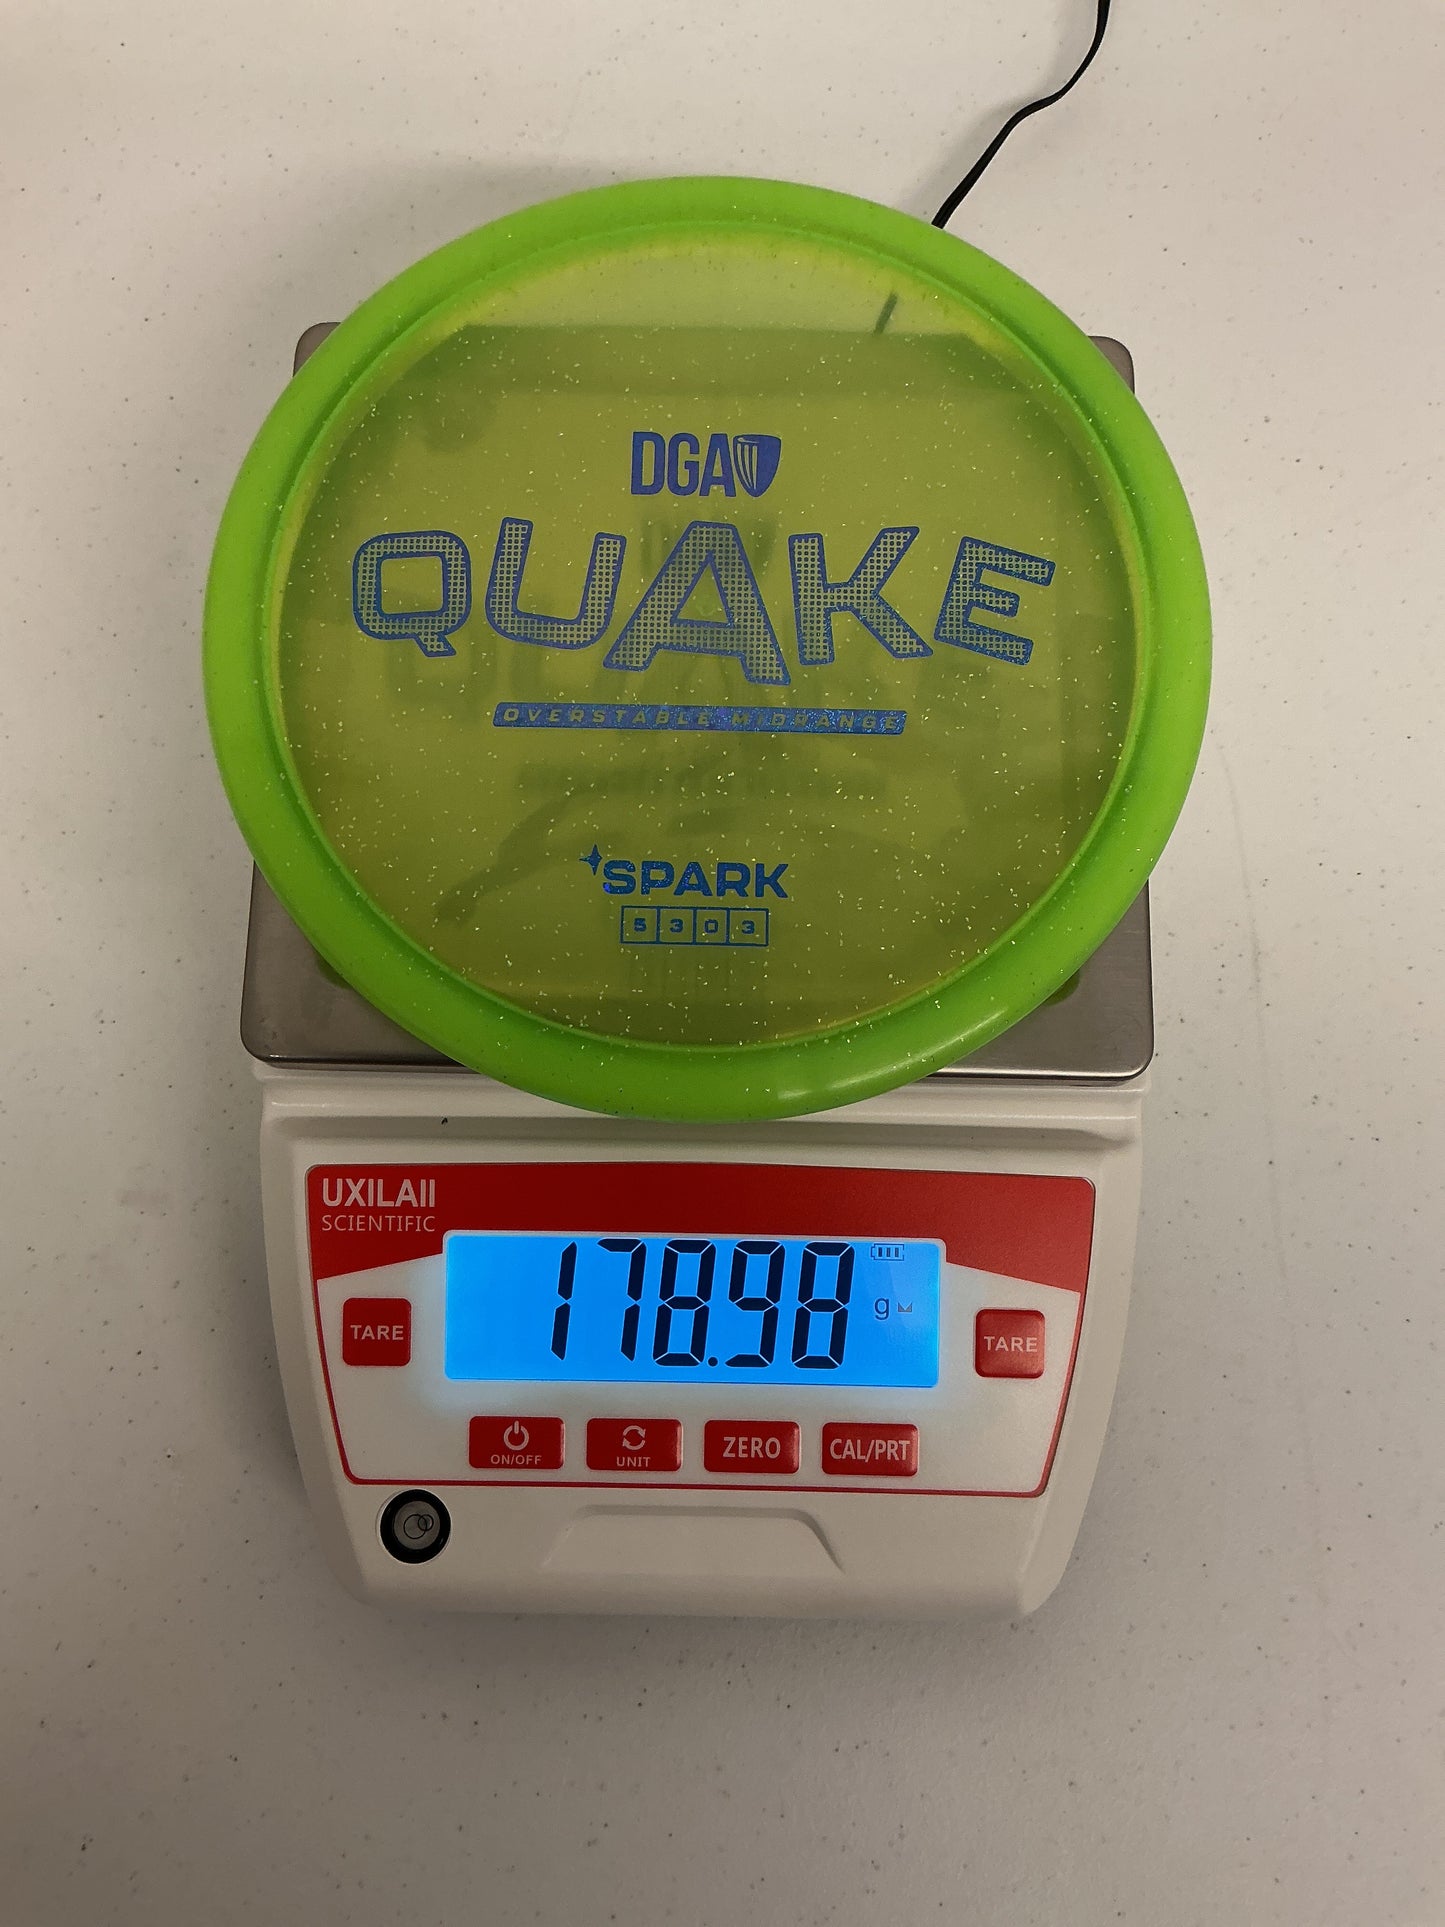 DGA
QUAKE
OVERSTABLE MIDRANGE
SPARK
5 3 0 3
UXILAII
SCIENTIFIC
178.98 g
TARE
TARE
ON/OFF
UNIT
ZERO
CAL/PRT